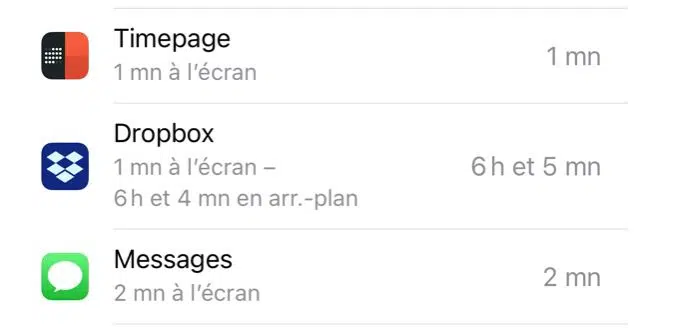 Timepage
1 mn à l’écran
1 mn
Dropbox
1 mn à l’écran –
6 h et 4 mn en arr.-plan
6 h et 5 mn
Messages
2 mn à l’écran
2 mn